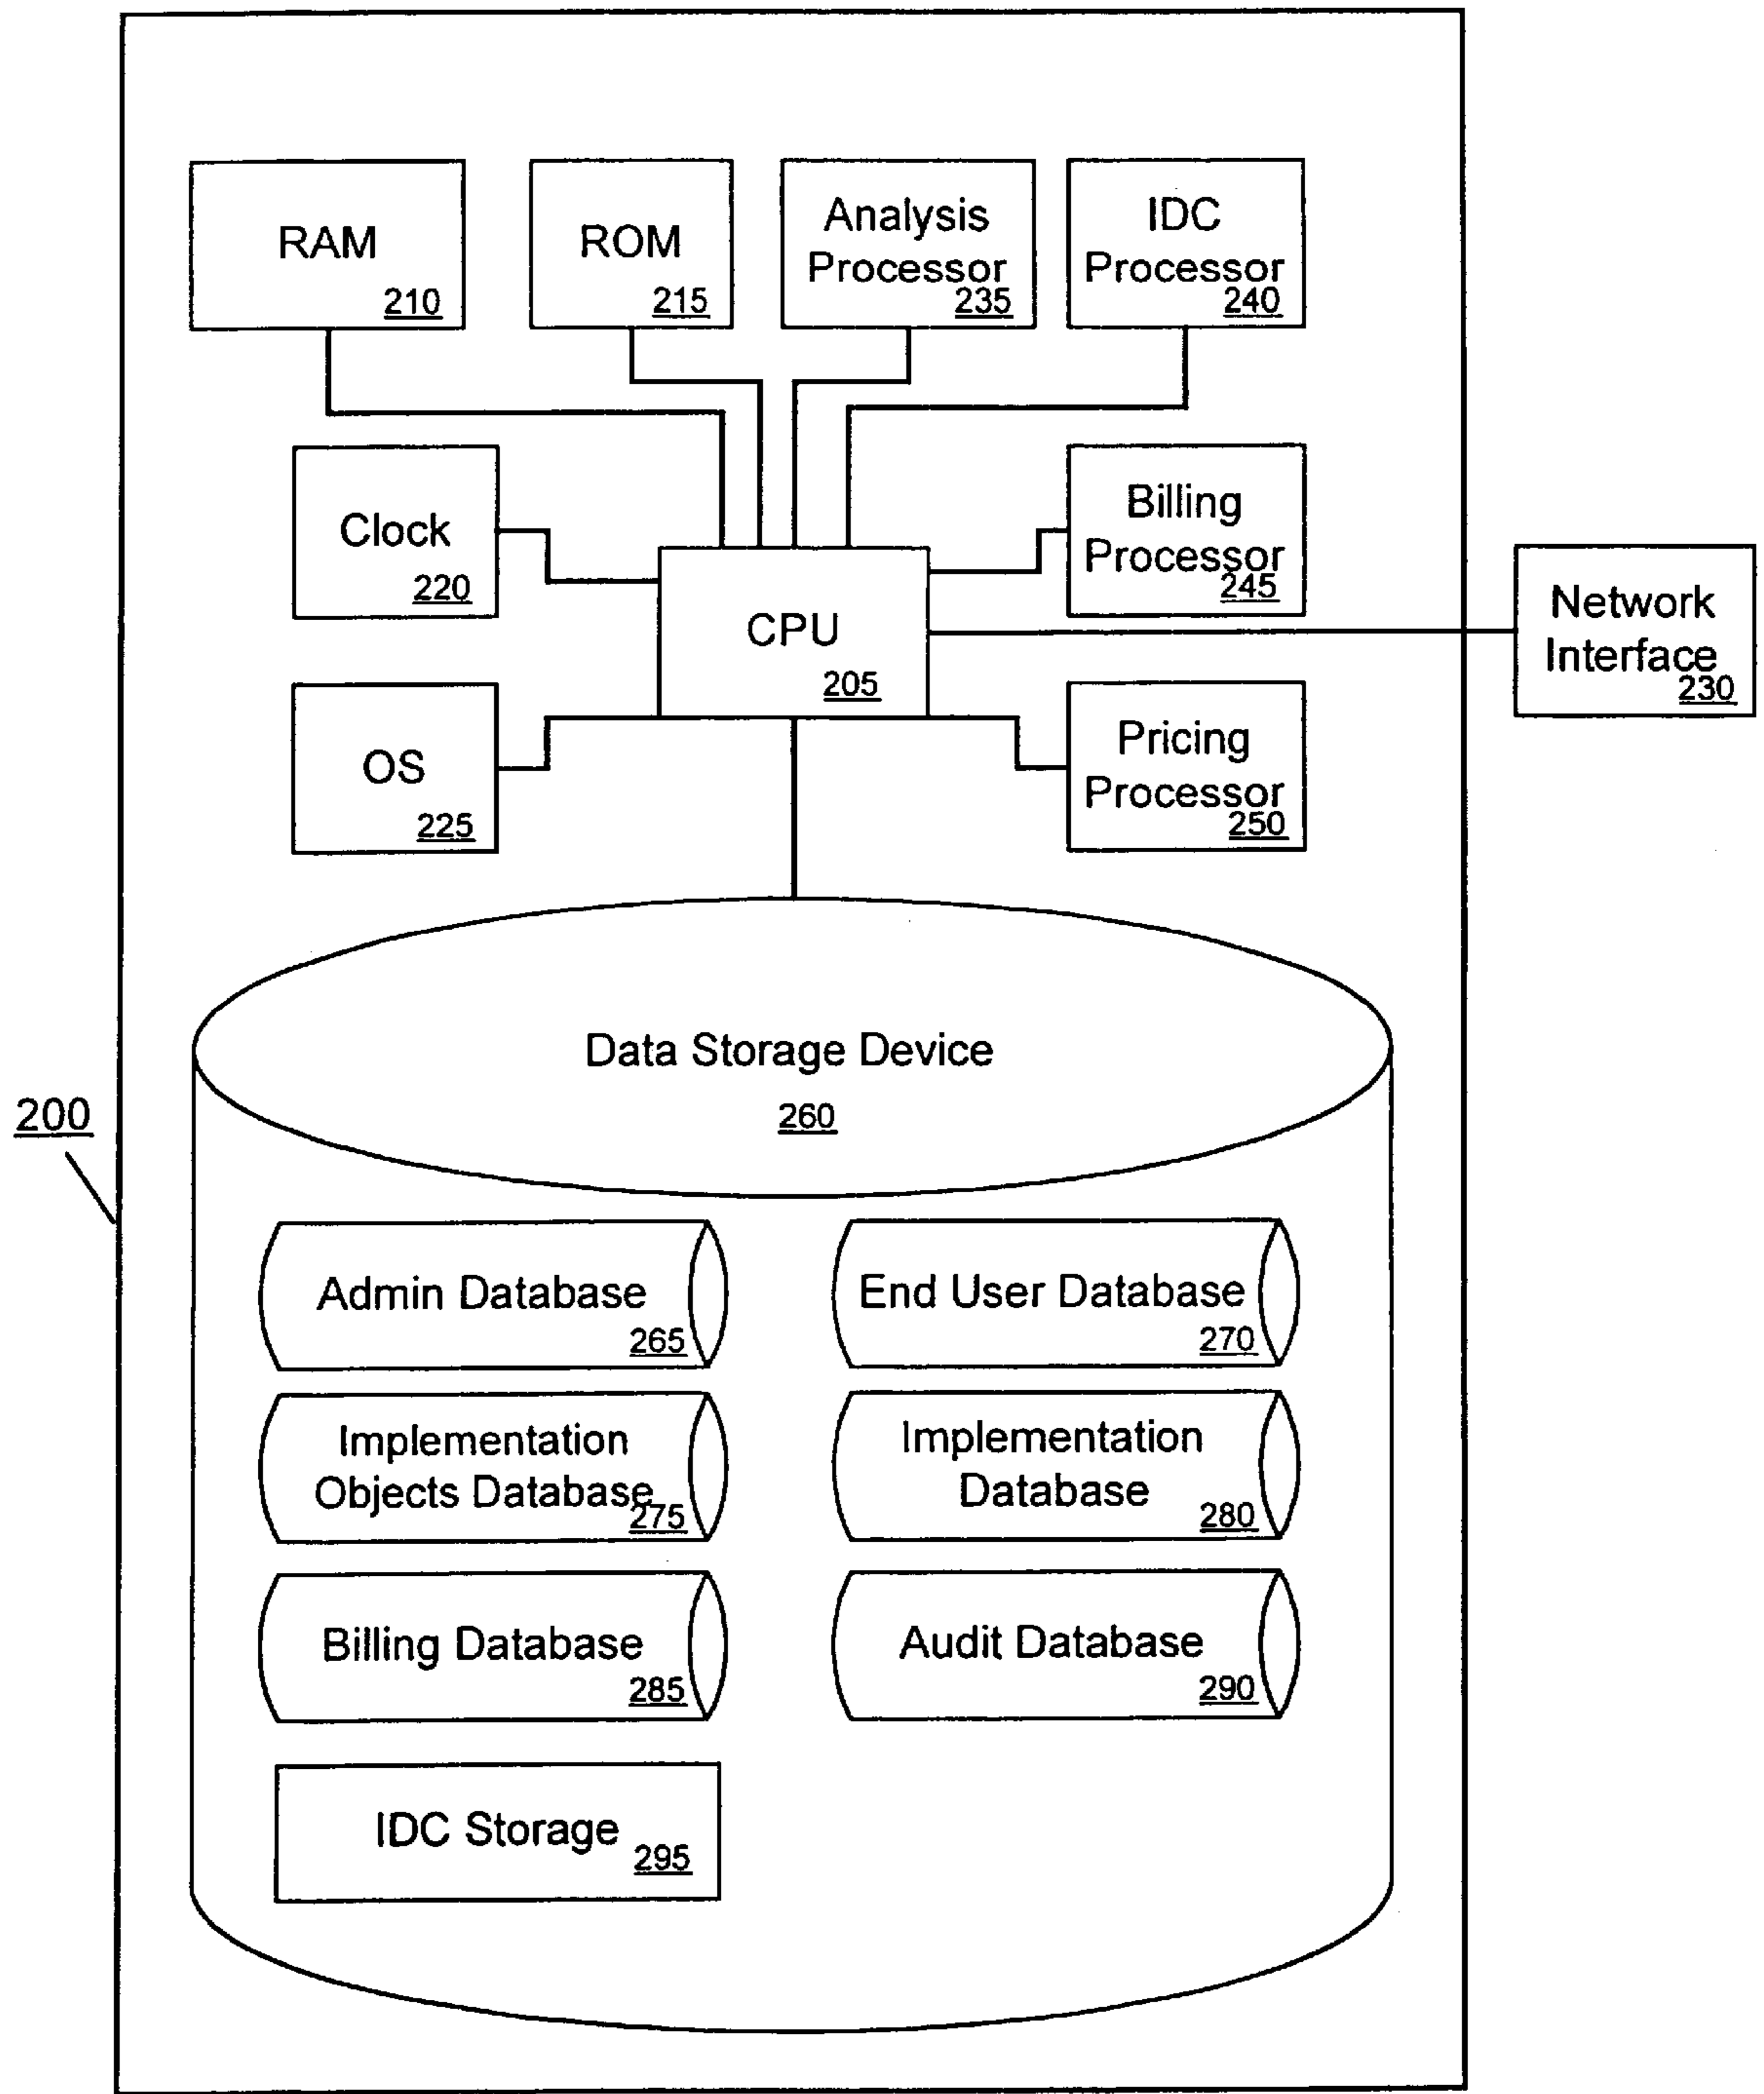 RAM
210
ROM
215
Analysis
Processor
235
IDC
Processor
240
Clock
220
Billing
Processor
245
CPU
205
Network
Interface
230
OS
225
Pricing
Processor
250
Data Storage Device
260
200
Admin Database
265
End User Database
270
Implementation
Objects Database
275
Implementation
Database
280
Billing Database
285
Audit Database
290
IDC Storage
295